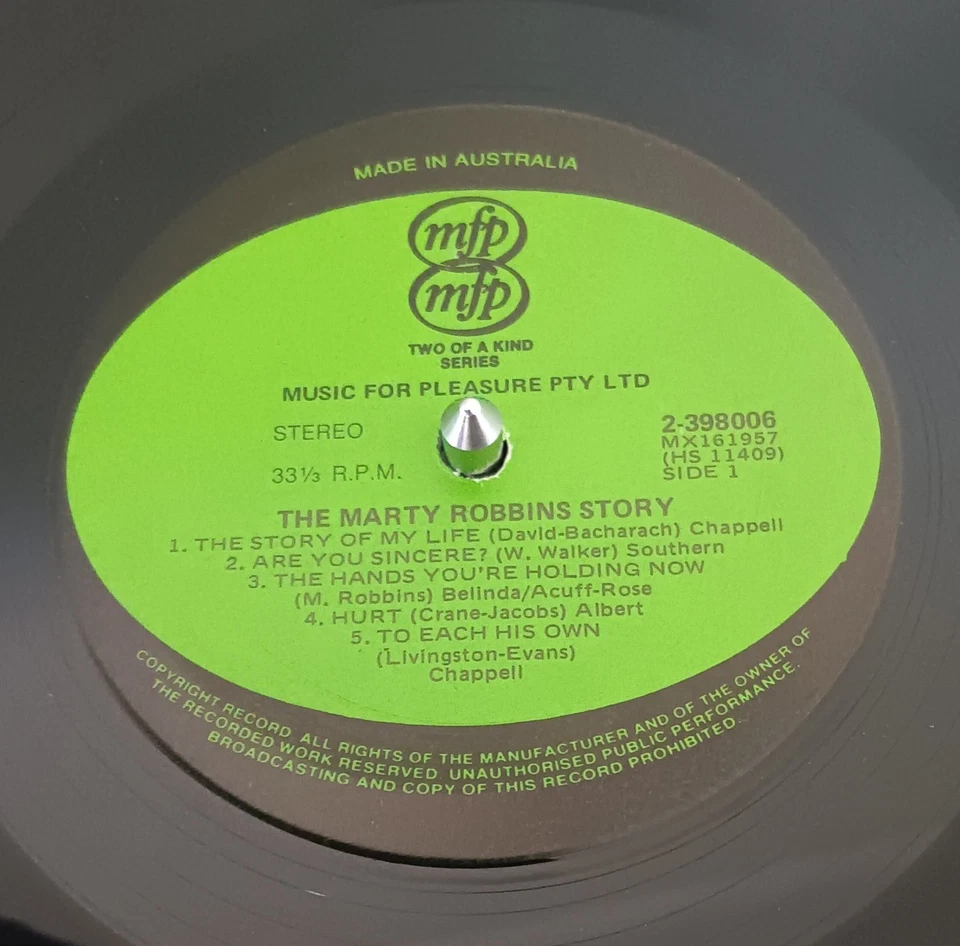 MADE IN AUSTRALIA
mfp
mfp
TWO OF A KIND
SERIES
MUSIC FOR PLEASURE PTY LTD
STEREO
33⅓ R.P.M.
2-398006
MX161957
(HS 11409)
SIDE 1
THE MARTY ROBBINS STORY
1. THE STORY OF MY LIFE (David-Bacharach) Chappell
2. ARE YOU SINCERE? (W. Walker) Southern
3. THE HANDS YOU'RE HOLDING NOW
(M. Robbins) Belinda/Acuff-Rose
4. HURT (Crane-Jacobs) Albert
5. TO EACH HIS OWN
(Livingston-Evans)
Chappell
COPYRIGHT RECORD. ALL RIGHTS OF THE MANUFACTURER AND OF THE OWNER OF
THE RECORDED WORK RESERVED. UNAUTHORISED PUBLIC PERFORMANCE.
BROADCASTING AND COPY OF THIS RECORD PROHIBITED.